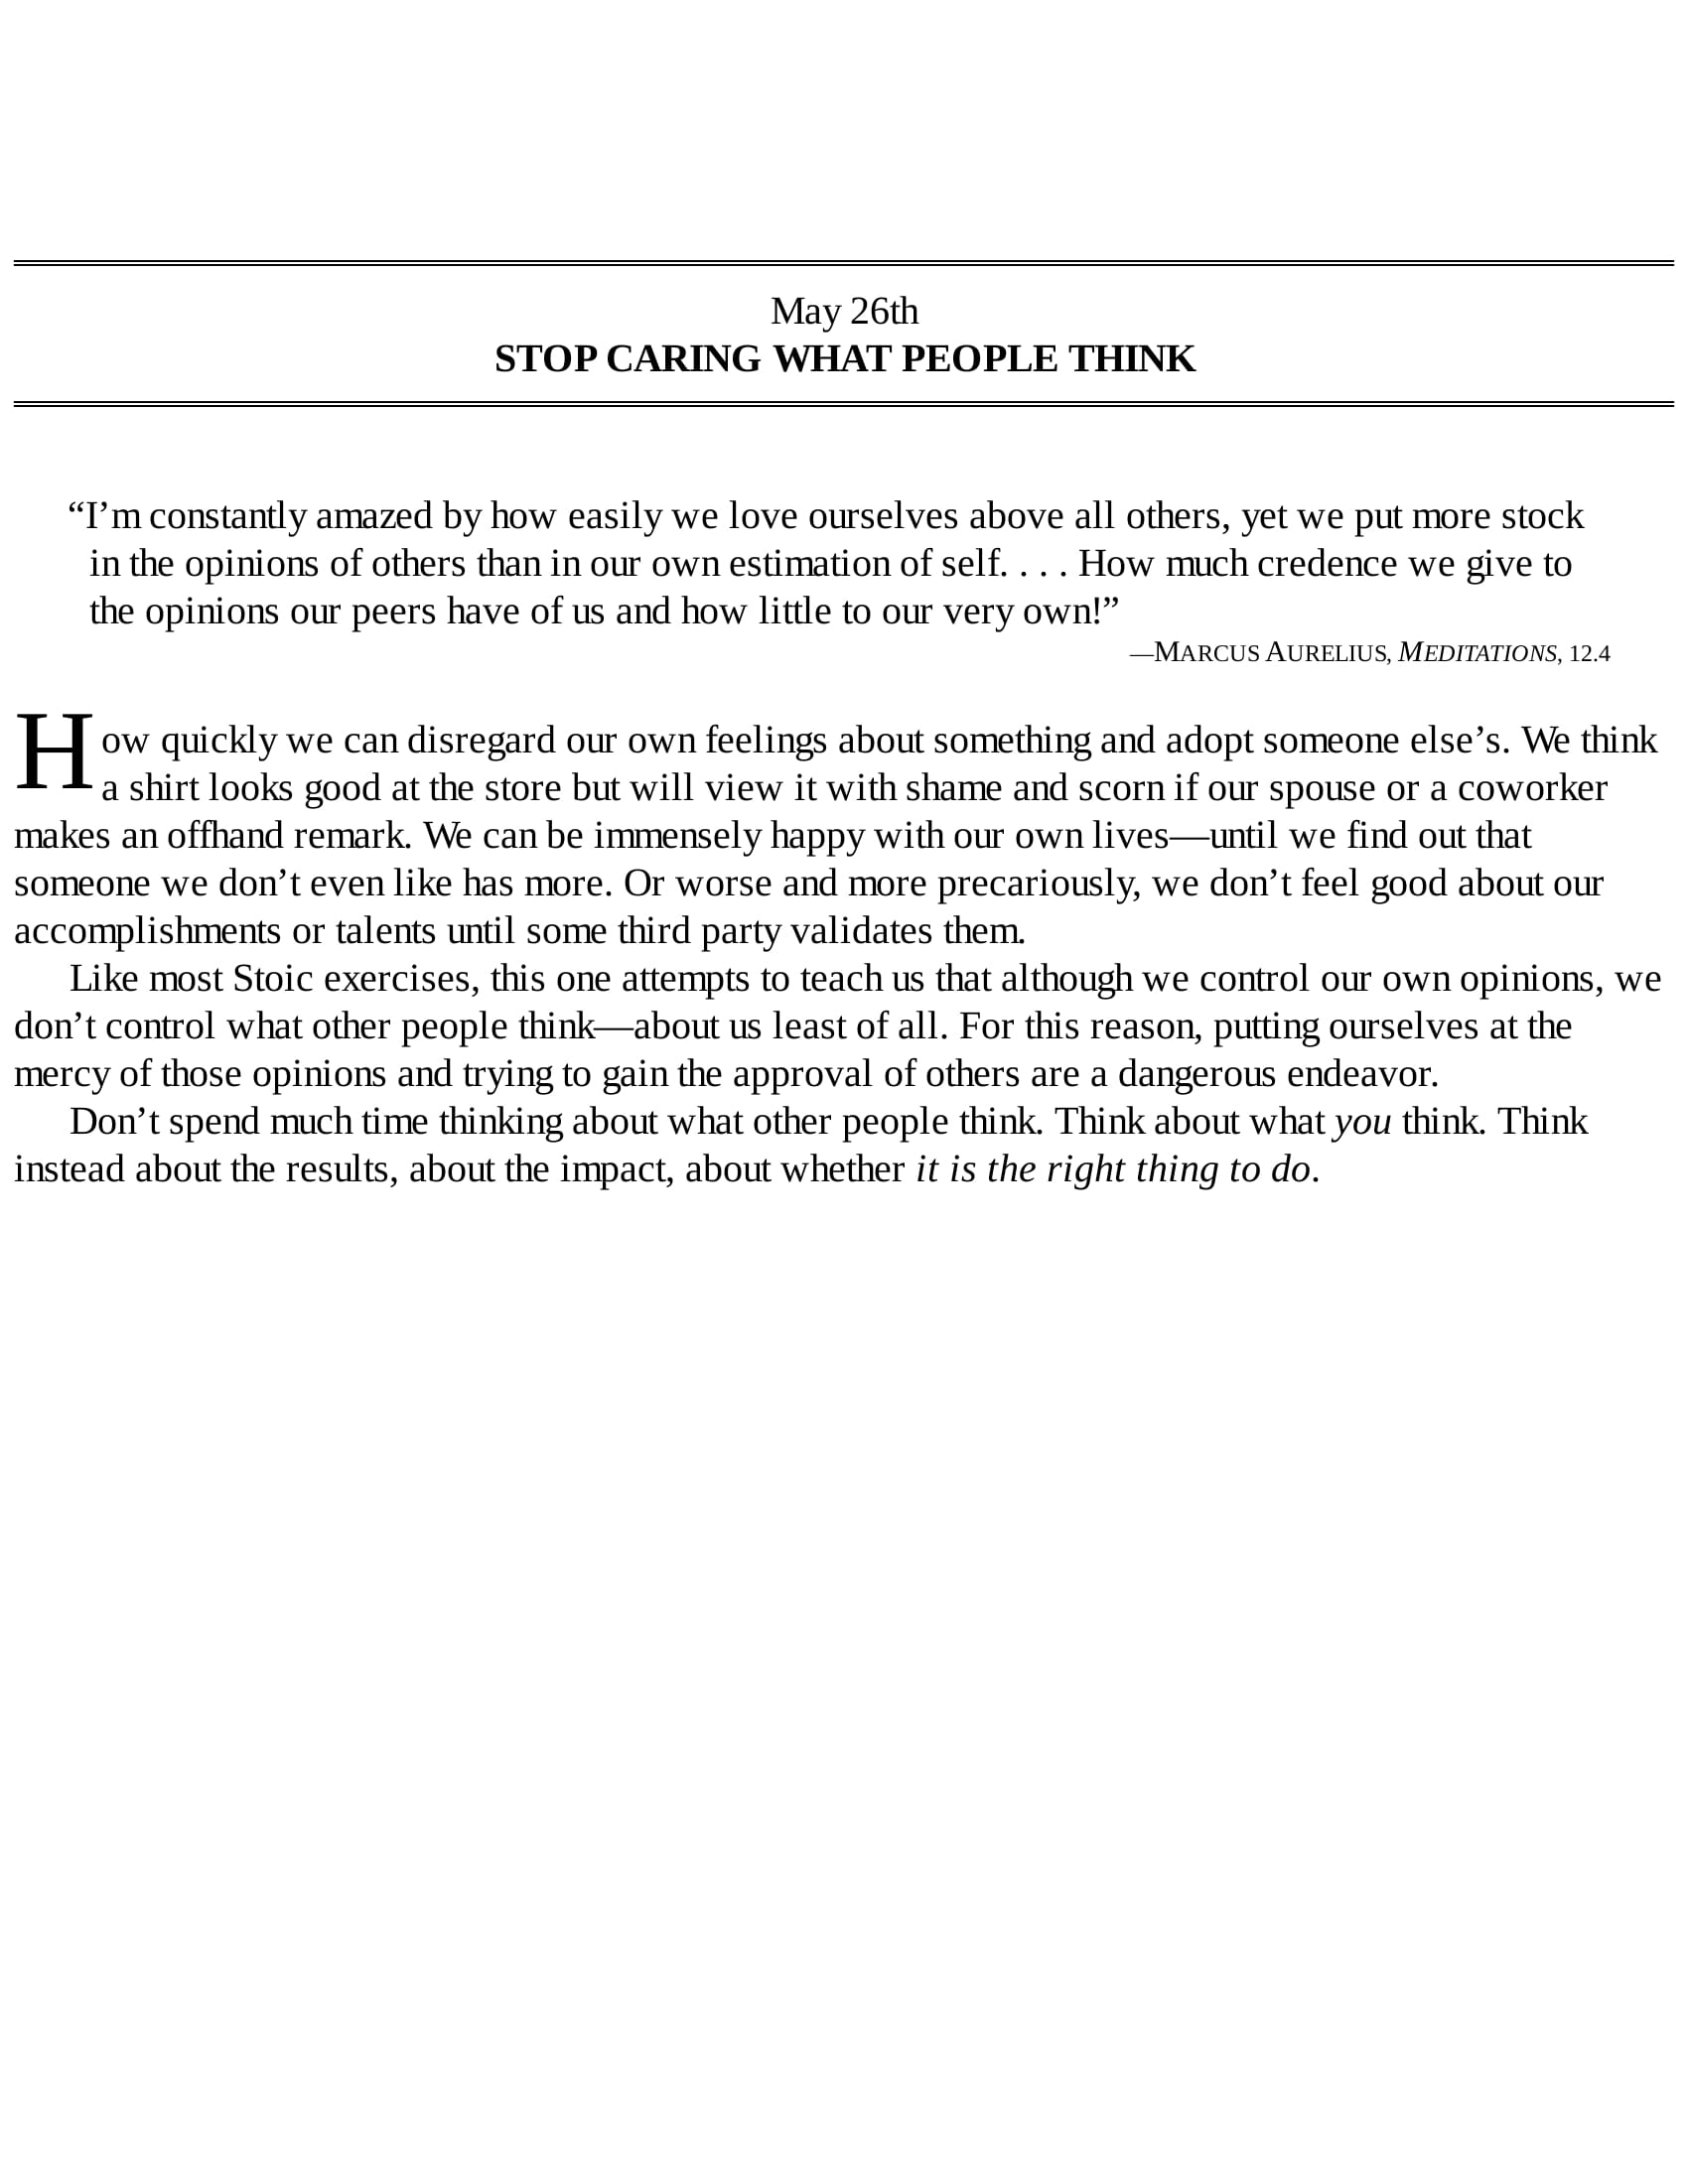 May 26th
STOP CARING WHAT PEOPLE THINK
“I’m constantly amazed by how easily we love ourselves above all others, yet we put more stock
in the opinions of others than in our own estimation of self. . . . How much credence we give to
the opinions our peers have of us and how little to our very own!”
—MARCUS AURELIUS, MEDITATIONS, 12.4
How quickly we can disregard our own feelings about something and adopt someone else’s. We think
a shirt looks good at the store but will view it with shame and scorn if our spouse or a coworker
makes an offhand remark. We can be immensely happy with our own lives—until we find out that
someone we don’t even like has more. Or worse and more precariously, we don’t feel good about our
accomplishments or talents until some third party validates them.
Like most Stoic exercises, this one attempts to teach us that although we control our own opinions, we
don’t control what other people think—about us least of all. For this reason, putting ourselves at the
mercy of those opinions and trying to gain the approval of others are a dangerous endeavor.
Don’t spend much time thinking about what other people think. Think about what you think. Think
instead about the results, about the impact, about whether it is the right thing to do.